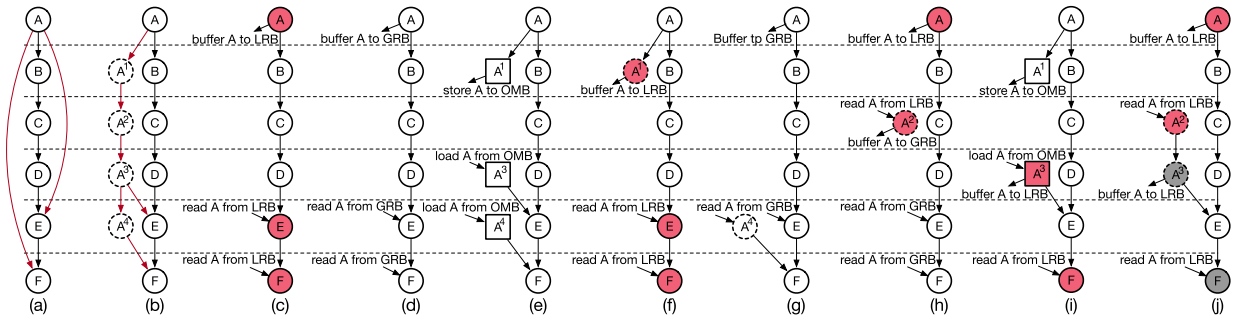 A A A A A A A A A A
buffer A to LRB buffer A to GRB Buffer tp GRB buffer A to LRB buffer A to LRB
B A1 B B B A1 B A1 B B B A1 B B
store A to OMB buffer A to LRB store A to OMB
read A from LRB read A from LRB
C A2 C C C C C C A2 C C A2 C
buffer A to GRB
load A from OMB load A from OMB
D A3 D D D A3 D D D D A3 D A3 D
buffer A to LRB buffer A to LRB
read A from LRB read A from GRB load A from OMB read A from LRB read A from GRB read A from GRB
E A4 E E E A4 E E A4 E E E E
read A from LRB read A from GRB read A from LRB read A from GRB read A from LRB read A from LRB
F F F F F F F F F F
(a) (b) (c) (d) (e) (f) (g) (h) (i) (j)